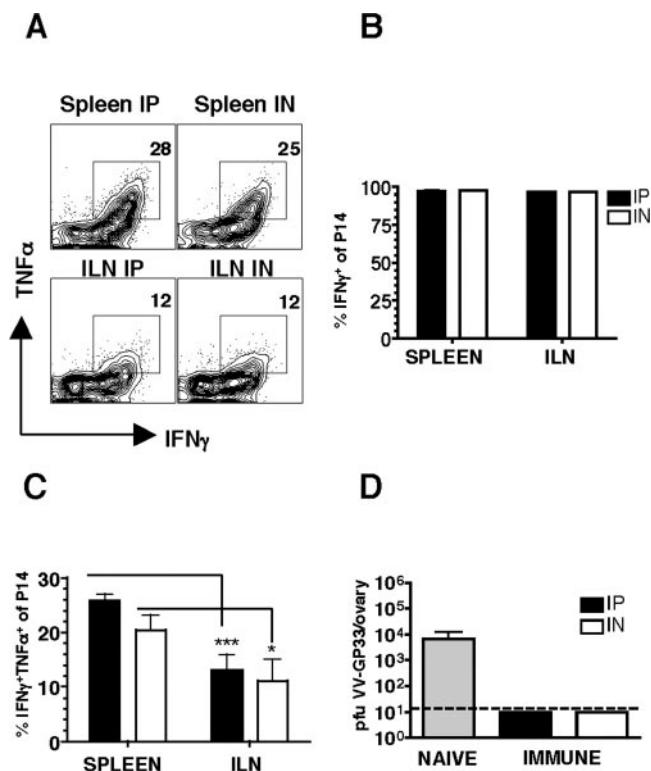 A
Spleen IP Spleen IN
28 25
ILN IP ILN IN
12 12
TNFα
IFNγ
B
% IFNγ⁺ of P14
100
75
50
25
0
SPLEEN ILN
IP
IN
C
% IFNγ⁺TNFα⁺ of P14
30
20
10
0
*** *
SPLEEN ILN
D
pfu VV-GP33/ovary
10⁶
10⁵
10⁴
10³
10²
10¹
10⁰
NAIVE IMMUNE
IP
IN